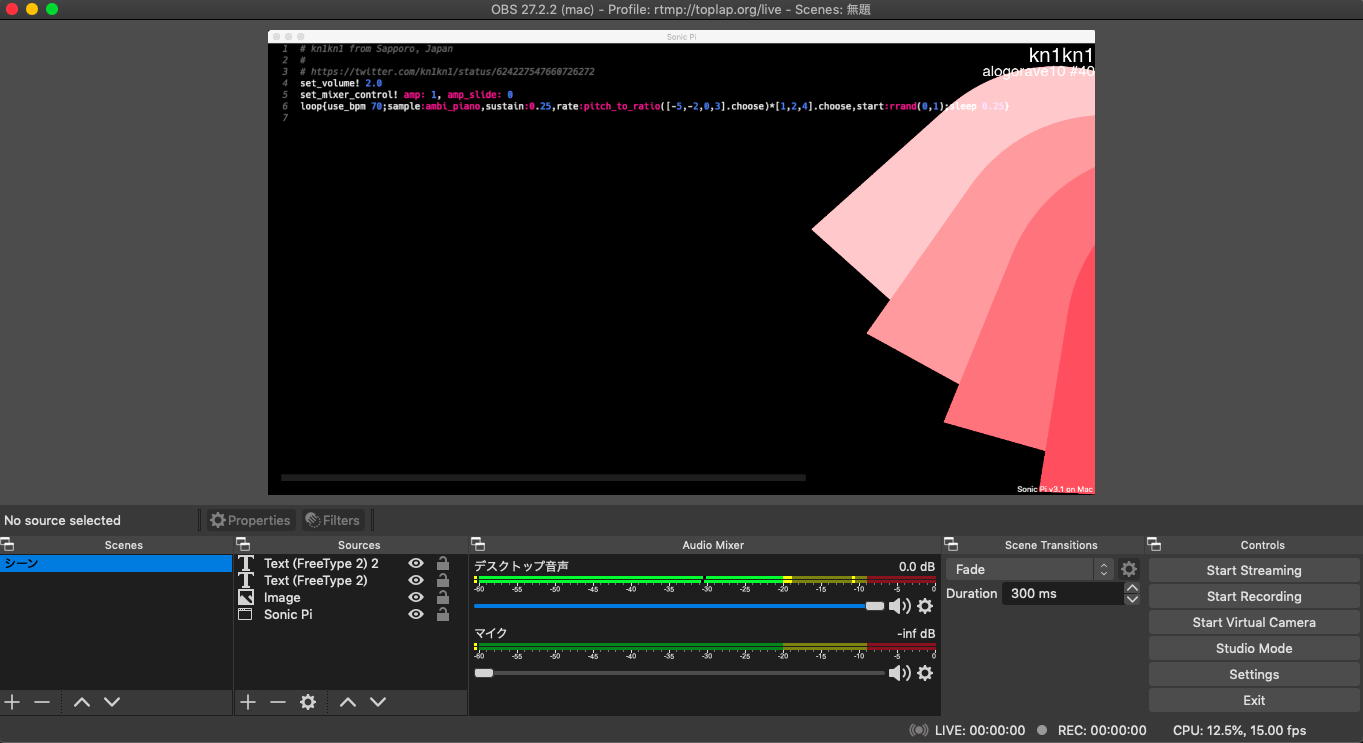 OBS 27.2.2 (mac) - Profile: rtmp://toplap.org/live - Scenes: 無題
Sonic Pi
kn1kn1
alogorave10 #40
1 # kn1kn1 from Sapporo, Japan
2 #
3 # https://twitter.com/kn1kn1/status/624227547660726272
4 set_volume! 2.0
5 set_mixer_control! amp: 1, amp_slide: 0
6 loop{use_bpm 70;sample:ambi_piano,sustain:0.25,rate:pitch_to_ratio([-5,-2,0,3].choose)*[1,2,4].choose,start:rrand(0,1);sleep 0.25}
7
Sonic Pi v3.1 on Mac
No source selected
Properties
Filters
Scenes
Sources
Audio Mixer
Scene Transitions
Controls
シーン
Text (FreeType 2) 2
Text (FreeType 2)
Image
Sonic Pi
デスクトップ音声 0.0 dB
-60 -55 -50 -45 -40 -35 -30 -25 -20 -15 -10 -5 0
マイク -inf dB
-60 -55 -50 -45 -40 -35 -30 -25 -20 -15 -10 -5 0
Fade
Duration 300 ms
Start Streaming
Start Recording
Start Virtual Camera
Studio Mode
Settings
Exit
LIVE: 00:00:00 REC: 00:00:00 CPU: 12.5%, 15.00 fps